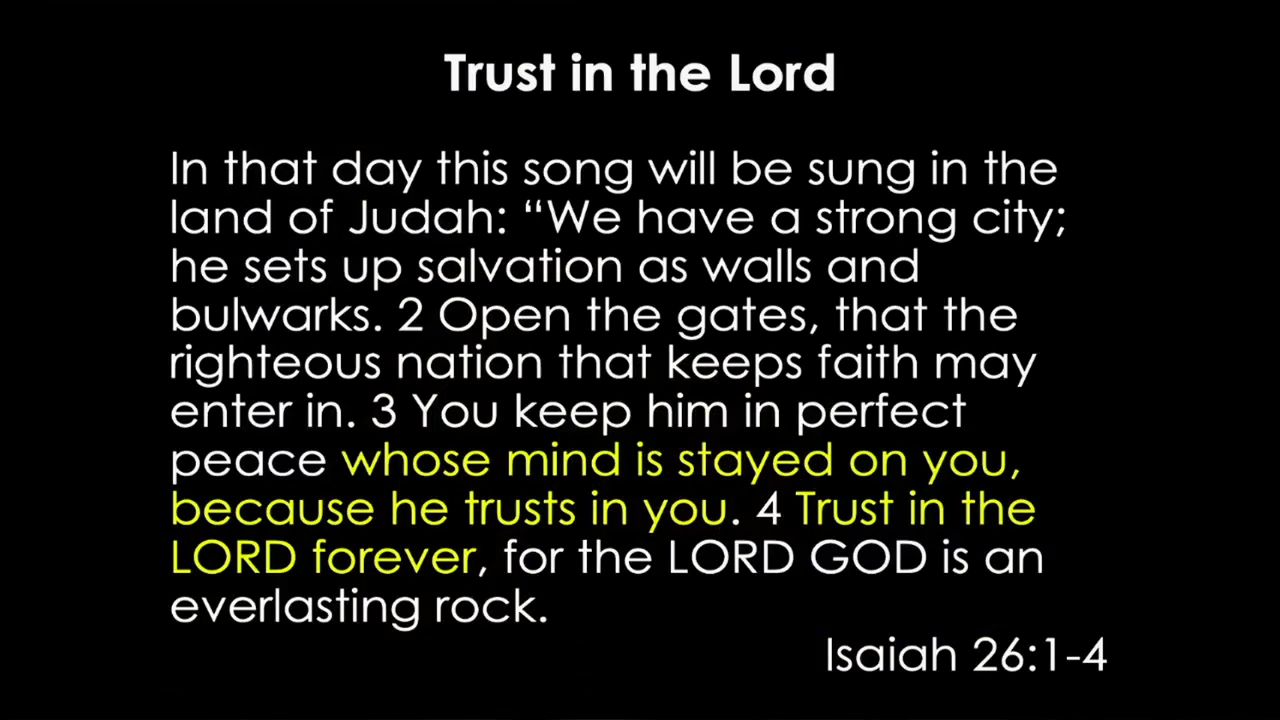 Trust in the Lord
In that day this song will be sung in the
land of Judah: “We have a strong city;
he sets up salvation as walls and
bulwarks. 2 Open the gates, that the
righteous nation that keeps faith may
enter in. 3 You keep him in perfect
peace whose mind is stayed on you,
because he trusts in you. 4 Trust in the
LORD forever, for the LORD GOD is an
everlasting rock.
Isaiah 26:1-4